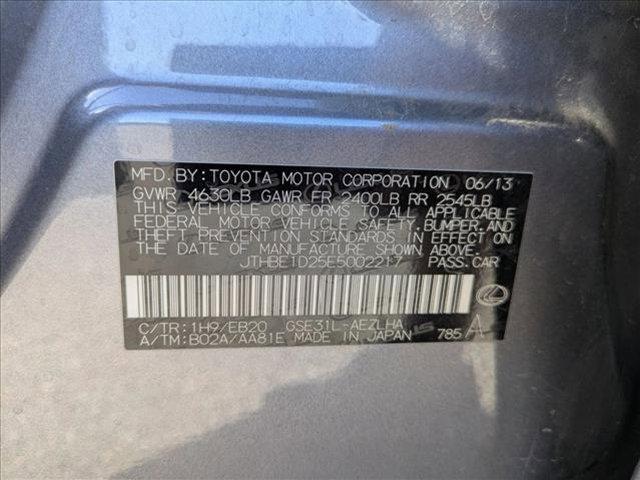 MFD. BY: TOYOTA MOTOR CORPORATION 06/13
GVWR 4630LB GAWR FR 2400LB RR 2545LB
THIS VEHICLE CONFORMS TO ALL APPLICABLE
FEDERAL MOTOR VEHICLE SAFETY, BUMPER, AND
THEFT PREVENTION STANDARDS IN EFFECT ON
THE DATE OF MANUFACTURE SHOWN ABOVE.
JTHBE1D25E5002217 PASS. CAR
C/TR: 1H9/EB20 GSE31L-AEZLHA
A/TM: B02A/AA81E MADE IN JAPAN 785 A